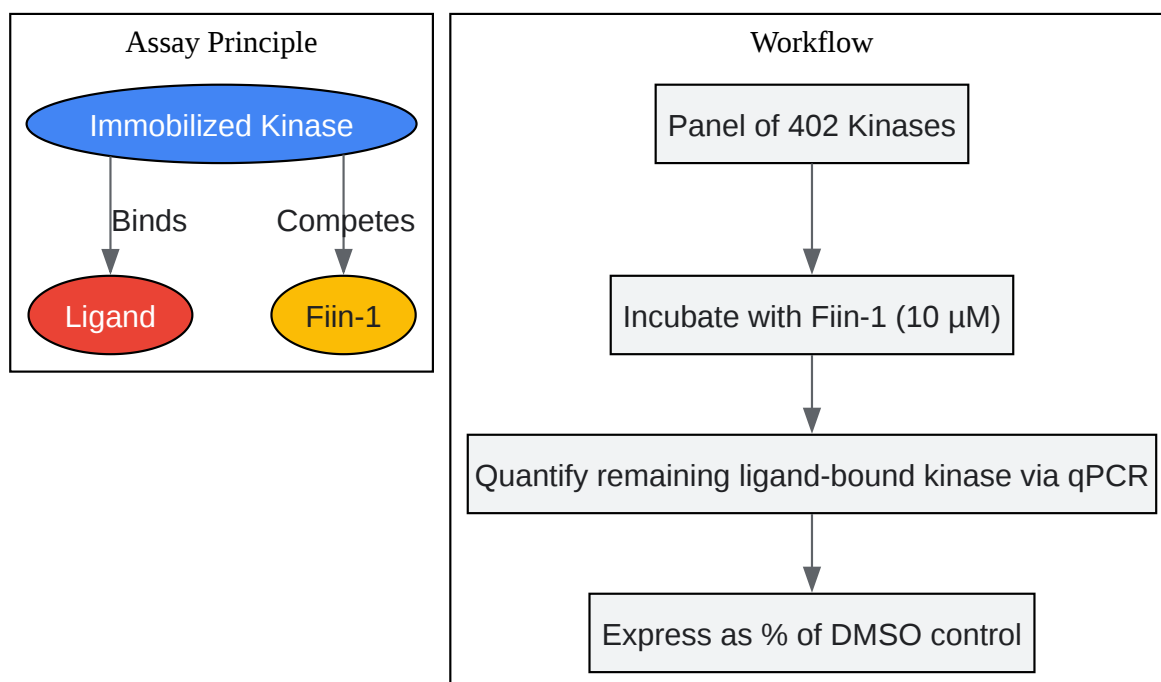 Assay Principle
Immobilized Kinase
Binds
Competes
Ligand
Fiin-1
Workflow
Panel of 402 Kinases
Incubate with Fiin-1 (10 µM)
Quantify remaining ligand-bound kinase via qPCR
Express as % of DMSO control